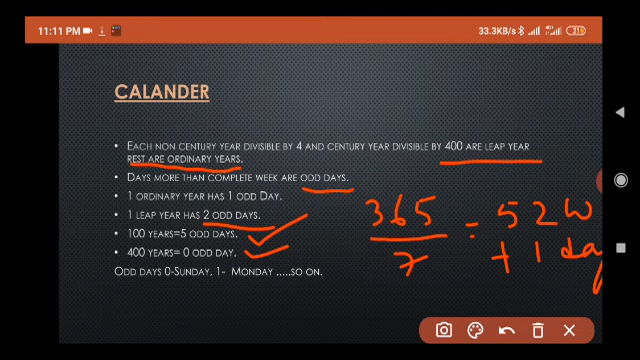 11:11 PM 33.3KB/s 21
CALANDER
• EACH NON CENTURY YEAR DIVISIBLE BY 4 AND CENTURY YEAR DIVISIBLE BY 400 ARE LEAP YEAR
REST ARE ORDINARY YEARS.
• DAYS MORE THAN COMPLETE WEEK ARE ODD DAYS.
• 1 ORDINARY YEAR HAS 1 ODD DAY.
• 1 LEAP YEAR HAS 2 ODD DAYS.
• 100 YEARS=5 ODD DAYS.
• 400 YEARS= 0 ODD DAY.
ODD DAYS 0-SUNDAY, 1- MONDAY .....SO ON.
365
7
= 52 W
+ 1 day